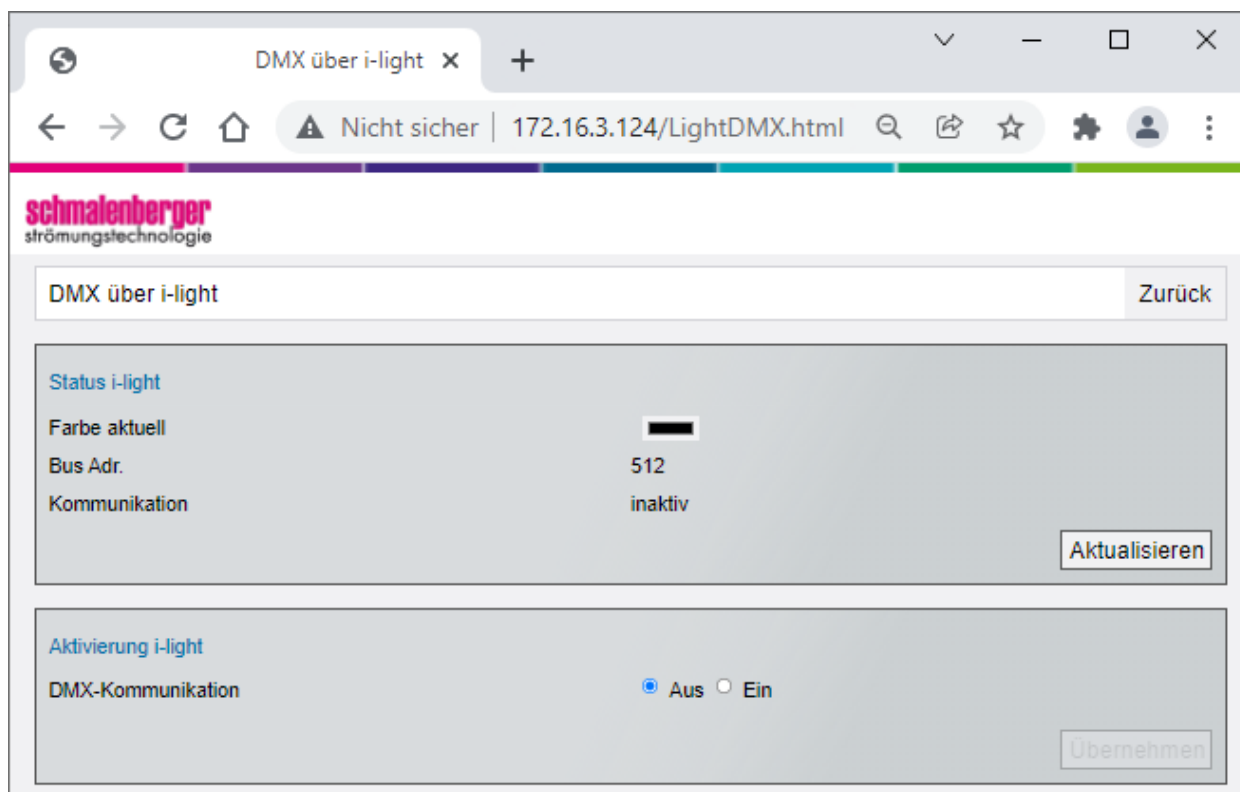 DMX über i-light
Nicht sicher | 172.16.3.124/LightDMX.html
schmalenberger
strömungstechnologie
DMX über i-light Zurück
Status i-light
Farbe aktuell
Bus Adr. 512
Kommunikation inaktiv
Aktualisieren
Aktivierung i-light
DMX-Kommunikation Aus Ein
Übernehmen